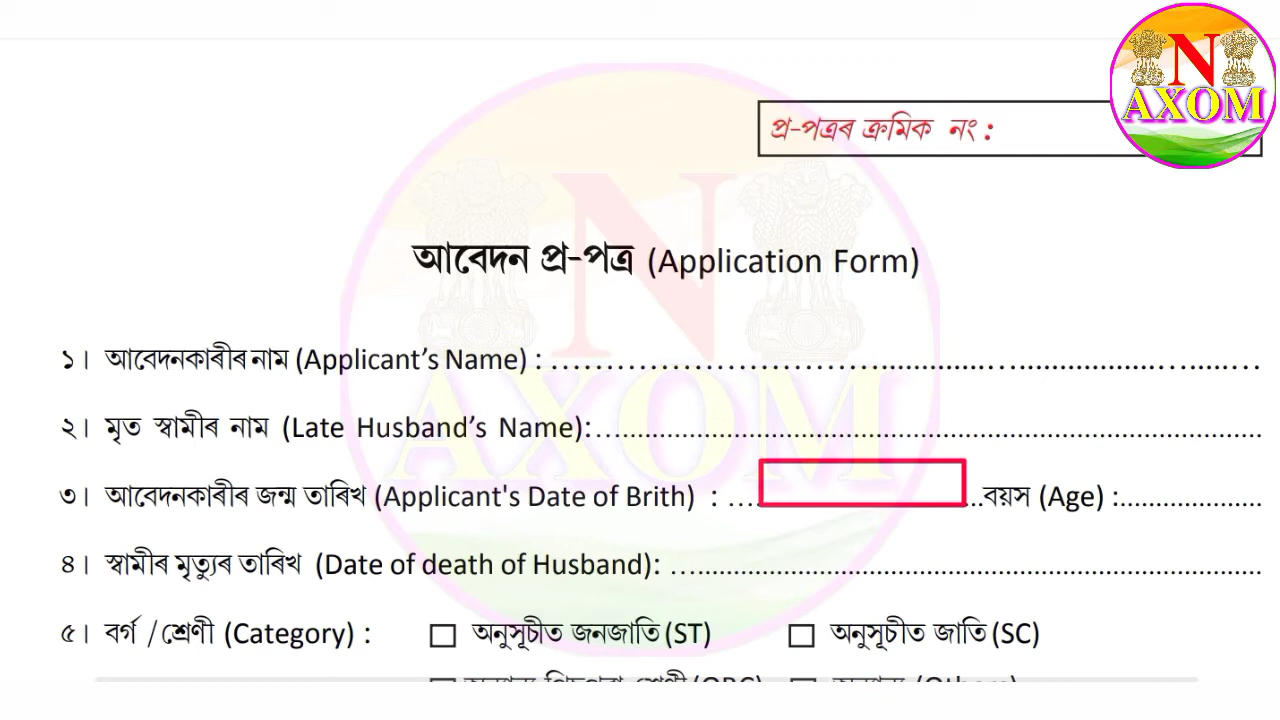 N
AXOM
প্ৰ-পত্ৰৰ ক্ৰমিক নং :
আবেদন প্ৰ-পত্ৰ (Application Form)
১। আবেদনকাৰীৰ নাম (Applicant’s Name) : ........................................................
২। মৃত স্বামীৰ নাম (Late Husband’s Name):........................................................
৩। আবেদনকাৰীৰ জন্ম তাৰিখ (Applicant's Date of Brith) : .... ...বয়স (Age) :....................
৪। স্বামীৰ মৃত্যুৰ তাৰিখ (Date of death of Husband): ........................................................
৫। বৰ্গ /শ্ৰেণী (Category) : ☐ অনুসূচীত জনজাতি (ST) ☐ অনুসূচীত জাতি (SC)